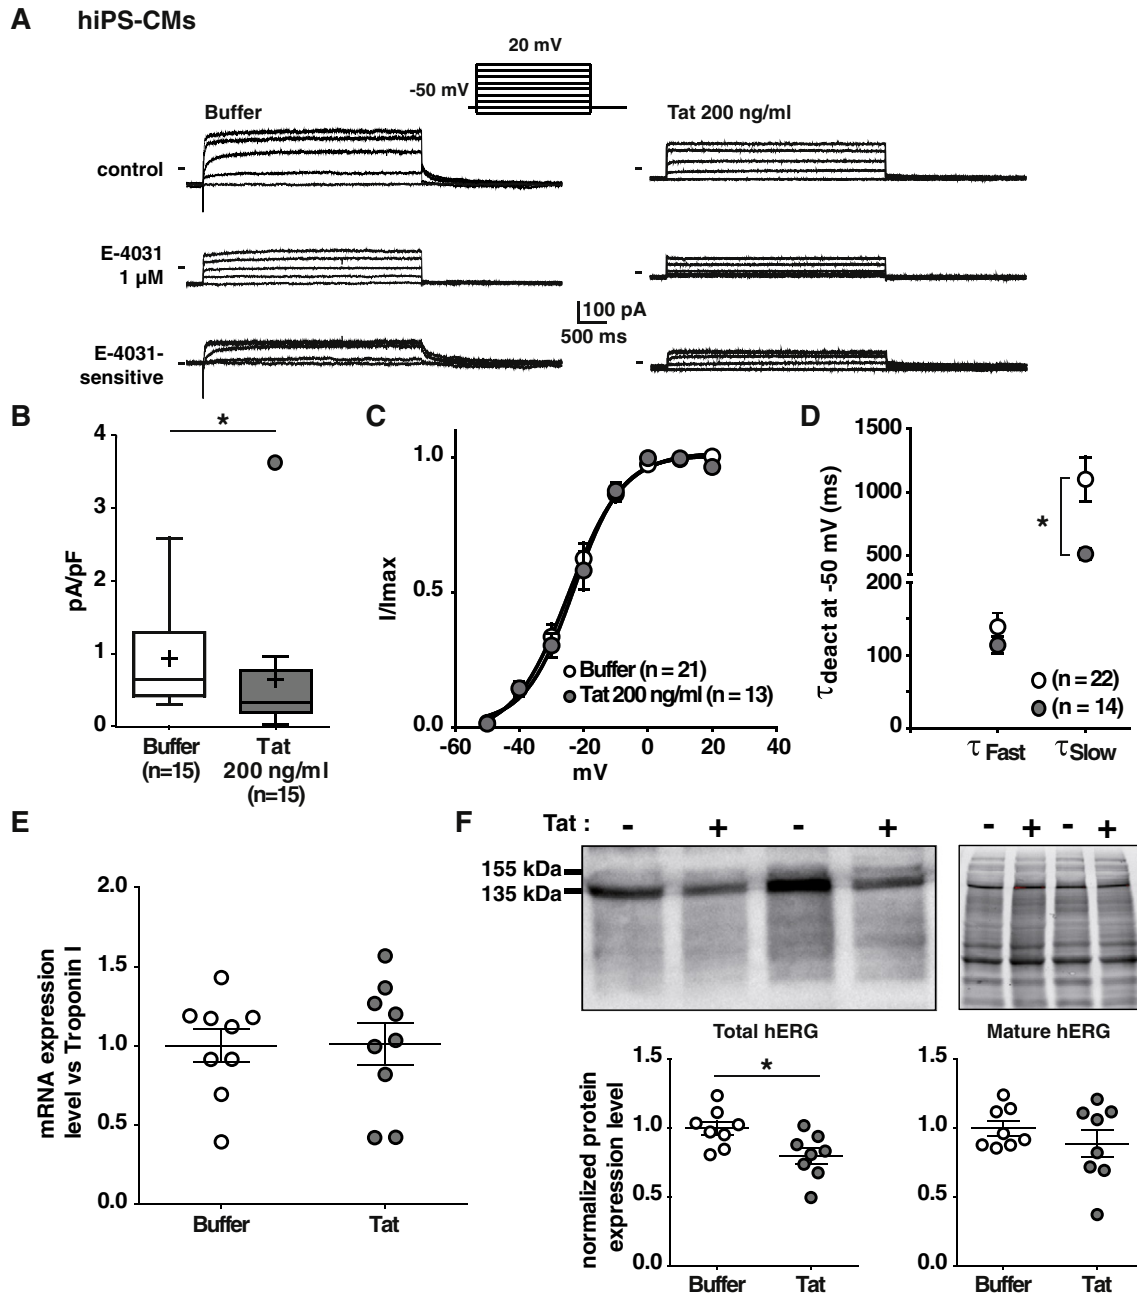 A hiPS-CMs
20 mV
-50 mV
Buffer
Tat 200 ng/ml
control
E-4031
1 µM
100 pA
500 ms
E-4031-
sensitive
B
*
4
3
2
1
0
pA/pF
Buffer
(n=15)
Tat
200 ng/ml
(n=15)
C
1.0
0.5
0.0
I/Imax
-60 -40 -20 0 20 40
mV
Buffer (n = 21)
Tat 200 ng/ml (n = 13)
D
1500
1000
500
200
100
0
τdeact at -50 mV (ms)
*
(n = 22)
(n = 14)
τ Fast τSlow
E
2.0
1.5
1.0
0.5
0.0
mRNA expression
level vs Troponin I
Buffer Tat
F
Tat : - + - +
- + - +
155 kDa
135 kDa
Total hERG
Mature hERG
normalized protein
expression level
1.5
1.0
0.5
0.0
*
Buffer Tat
1.5
1.0
0.5
0.0
Buffer Tat